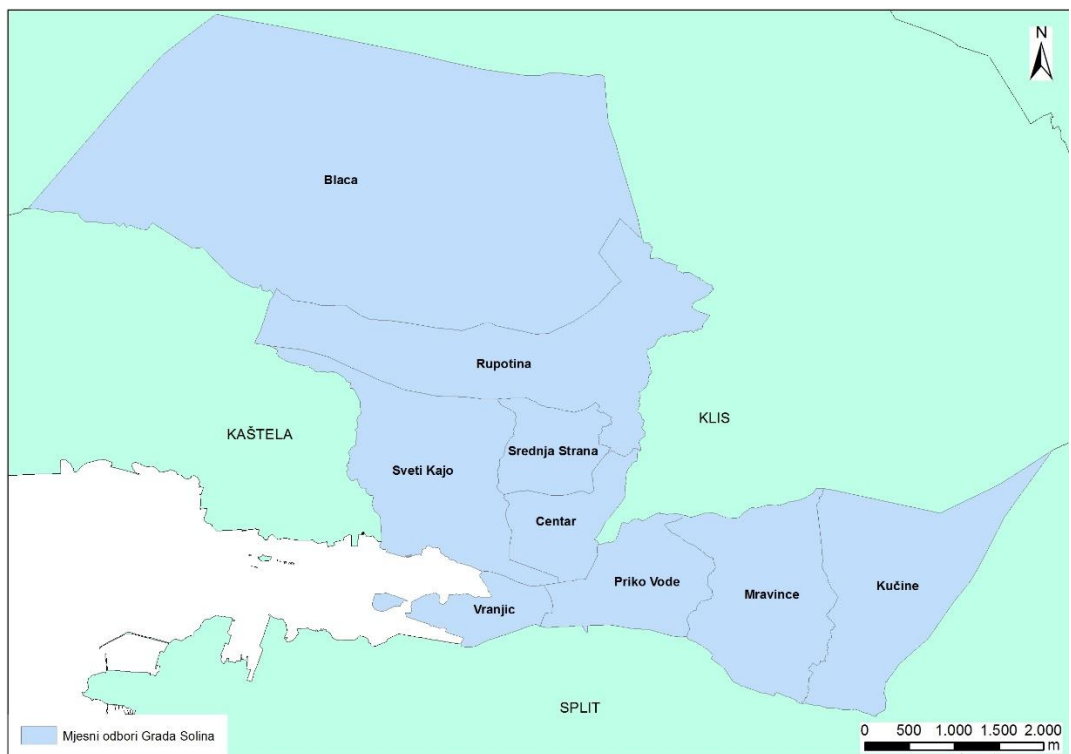 N
Blaca
Rupotina
KLIS
KAŠTELA
Srednja Strana
Sveti Kajo
Centar
Priko Vode
Kučine
Mravince
Vranjic
SPLIT
Mjesni odbori Grada Solina
0 500 1.000 1.500 2.000
m